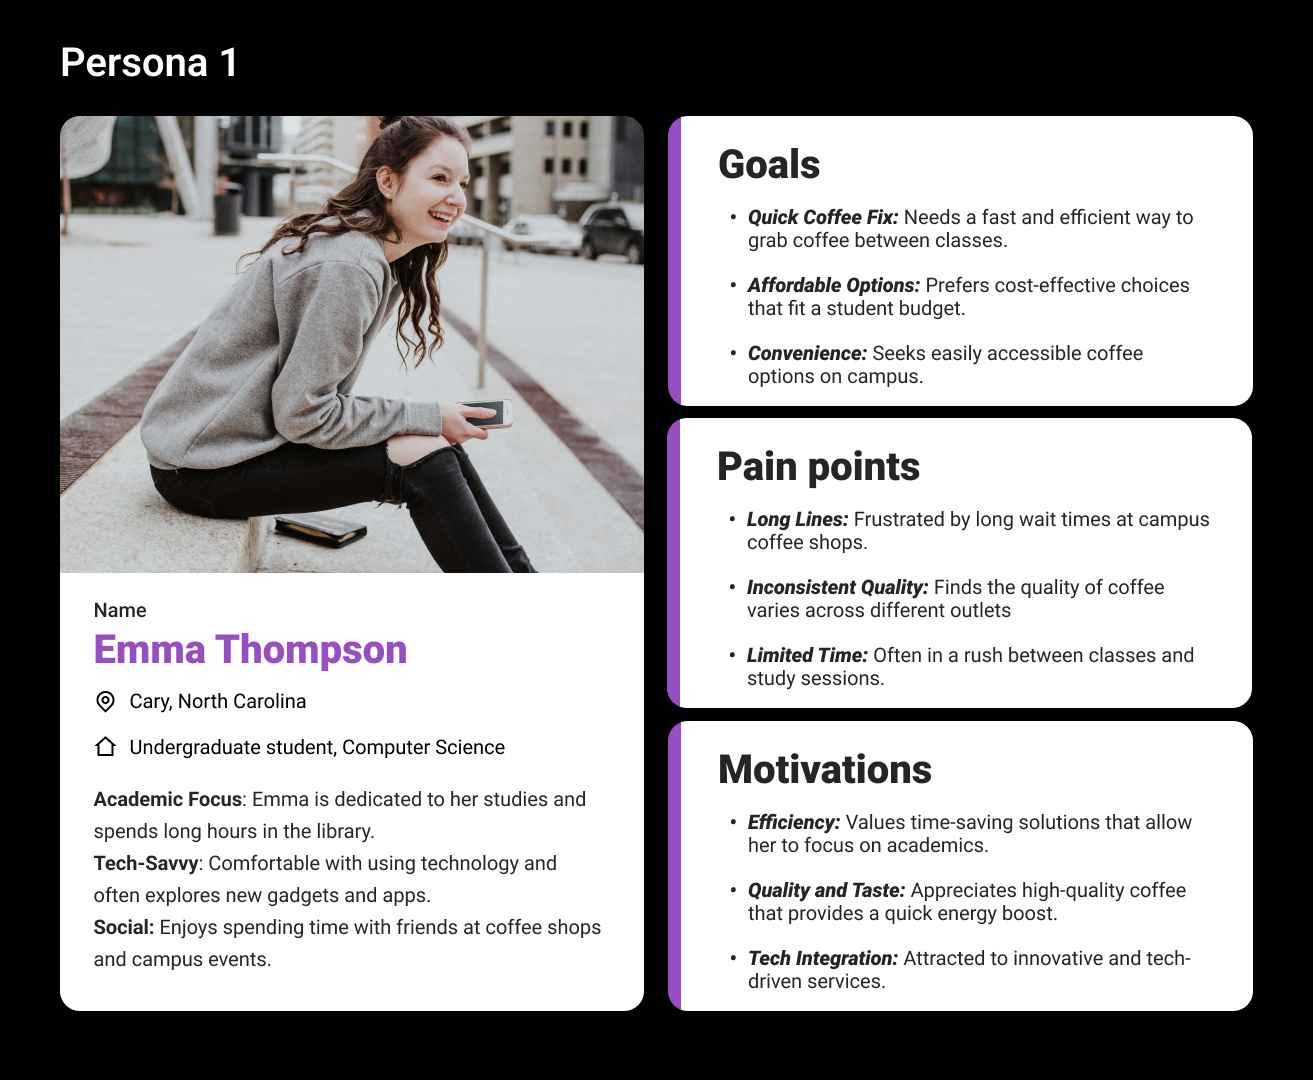 Persona 1
Name
Emma Thompson
Cary, North Carolina
Undergraduate student, Computer Science
Academic Focus: Emma is dedicated to her studies and
spends long hours in the library.
Tech-Savvy: Comfortable with using technology and
often explores new gadgets and apps.
Social: Enjoys spending time with friends at coffee shops
and campus events.
Goals
• Quick Coffee Fix: Needs a fast and efficient way to
grab coffee between classes.
• Affordable Options: Prefers cost-effective choices
that fit a student budget.
• Convenience: Seeks easily accessible coffee
options on campus.
Pain points
• Long Lines: Frustrated by long wait times at campus
coffee shops.
• Inconsistent Quality: Finds the quality of coffee
varies across different outlets
• Limited Time: Often in a rush between classes and
study sessions.
Motivations
• Efficiency: Values time-saving solutions that allow
her to focus on academics.
• Quality and Taste: Appreciates high-quality coffee
that provides a quick energy boost.
• Tech Integration: Attracted to innovative and tech-
driven services.